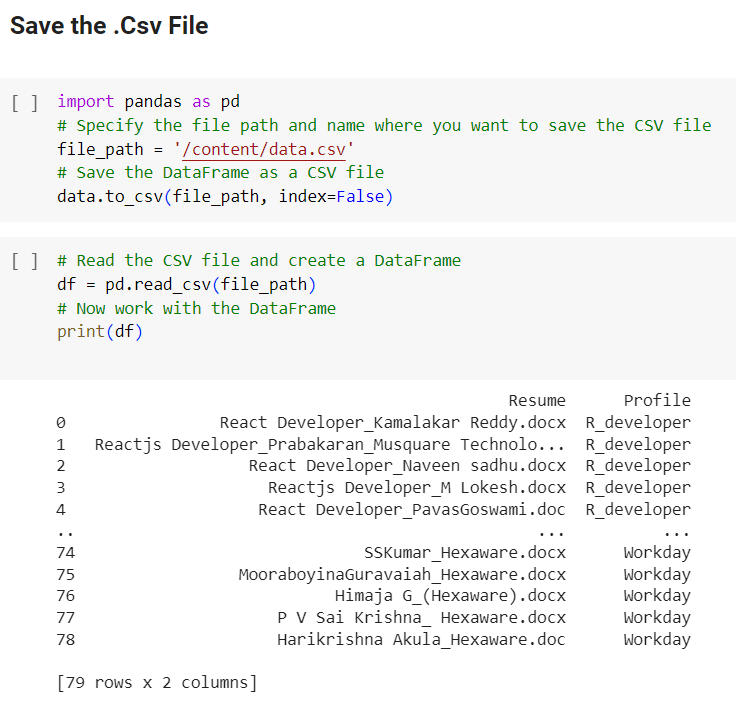 Save the .Csv File
[ ] import pandas as pd
# Specify the file path and name where you want to save the CSV file
file_path = '/content/data.csv'
# Save the DataFrame as a CSV file
data.to_csv(file_path, index=False)
[ ] # Read the CSV file and create a DataFrame
df = pd.read_csv(file_path)
# Now work with the DataFrame
print(df)
Resume Profile
0 React Developer_Kamalakar Reddy.docx R_developer
1 Reactjs Developer_Prabakaran_Musquare Technolo... R_developer
2 React Developer_Naveen sadhu.docx R_developer
3 Reactjs Developer_M Lokesh.docx R_developer
4 React Developer_PavasGoswami.doc R_developer
.. ... ...
74 SSKumar_Hexaware.docx Workday
75 MooraboyinaGuravaiah_Hexaware.docx Workday
76 Himaja G_(Hexaware).docx Workday
77 P V Sai Krishna_ Hexaware.docx Workday
78 Harikrishna Akula_Hexaware.doc Workday
[79 rows x 2 columns]